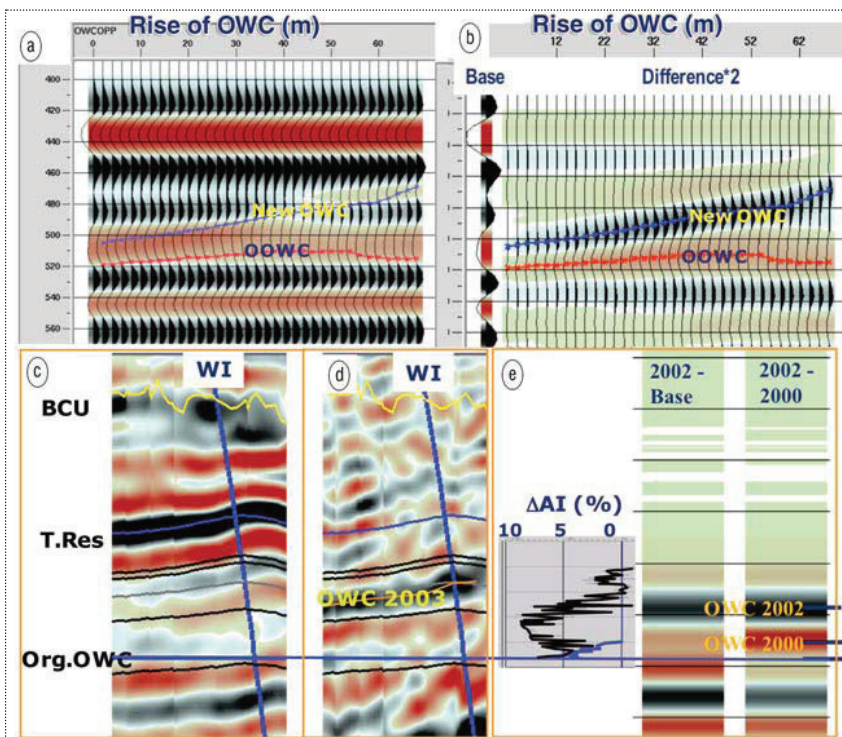 a
Rise of OWC (m)
OWCOPP
0 10 20 30 40 50 60
400
420
440
460
480
500
520
540
560
New OWC
OOWC
b
Rise of OWC (m)
12 22 32 42 52 62
Base
Difference*2
New OWC
OOWC
c
WI
BCU
T.Res
Org.OWC
d
WI
OWC 2003
e
2002 -
Base
2002 -
2000
ΔAI (%)
10 5 0
OWC 2002
OWC 2000